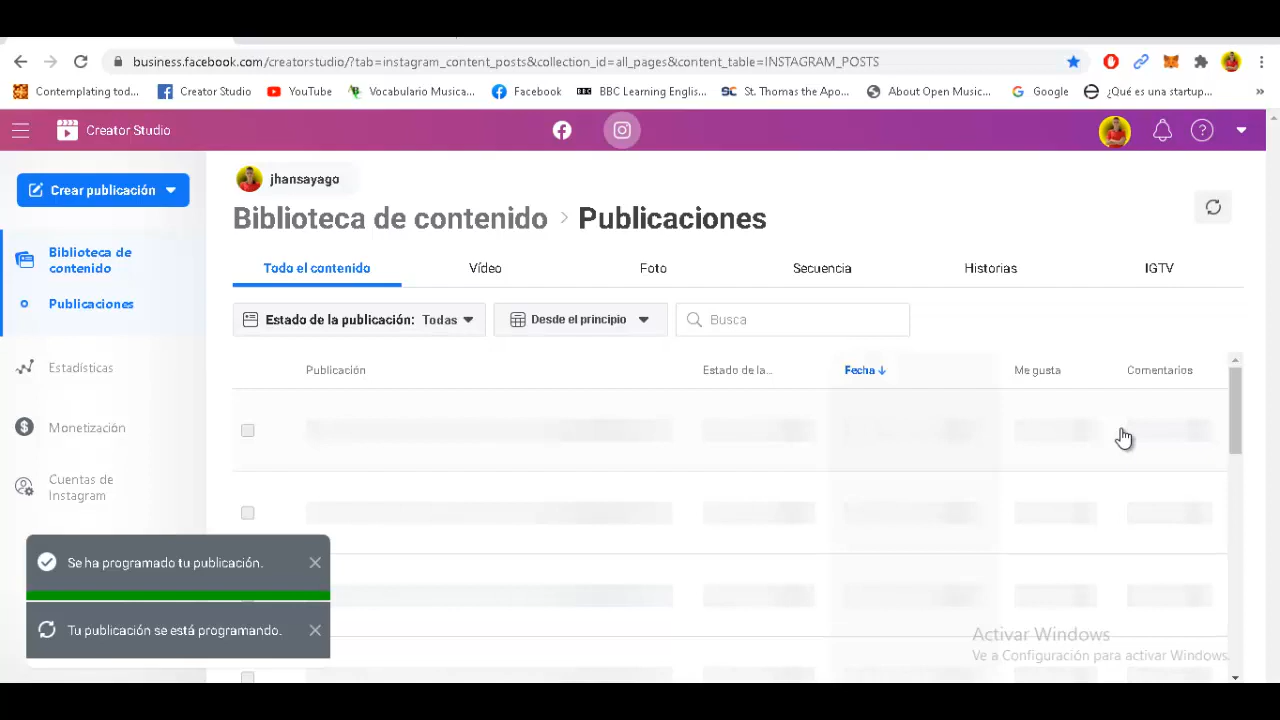 business.facebook.com/creatorstudio/?tab=instagram_content_posts&collection_id=all_pages&content_table=INSTAGRAM_POSTS
Contemplating tod... Creator Studio YouTube Vocabulario Musica... Facebook BBC Learning Englis... St. Thomas the Apo... About Open Music... Google ¿Qué es una startup... »
Creator Studio
Crear publicación
Biblioteca de
contenido
Publicaciones
Estadísticas
Monetización
Cuentas de
Instagram
jhansayago
Biblioteca de contenido > Publicaciones
Todo el contenido Vídeo Foto Secuencia Historias IGTV
Estado de la publicación: Todas Desde el principio Busca
Publicación Estado de la... Fecha ↓ Me gusta Comentarios
Se ha programado tu publicación.
Tu publicación se está programando.
Activar Windows
Ve a Configuración para activar Windows.